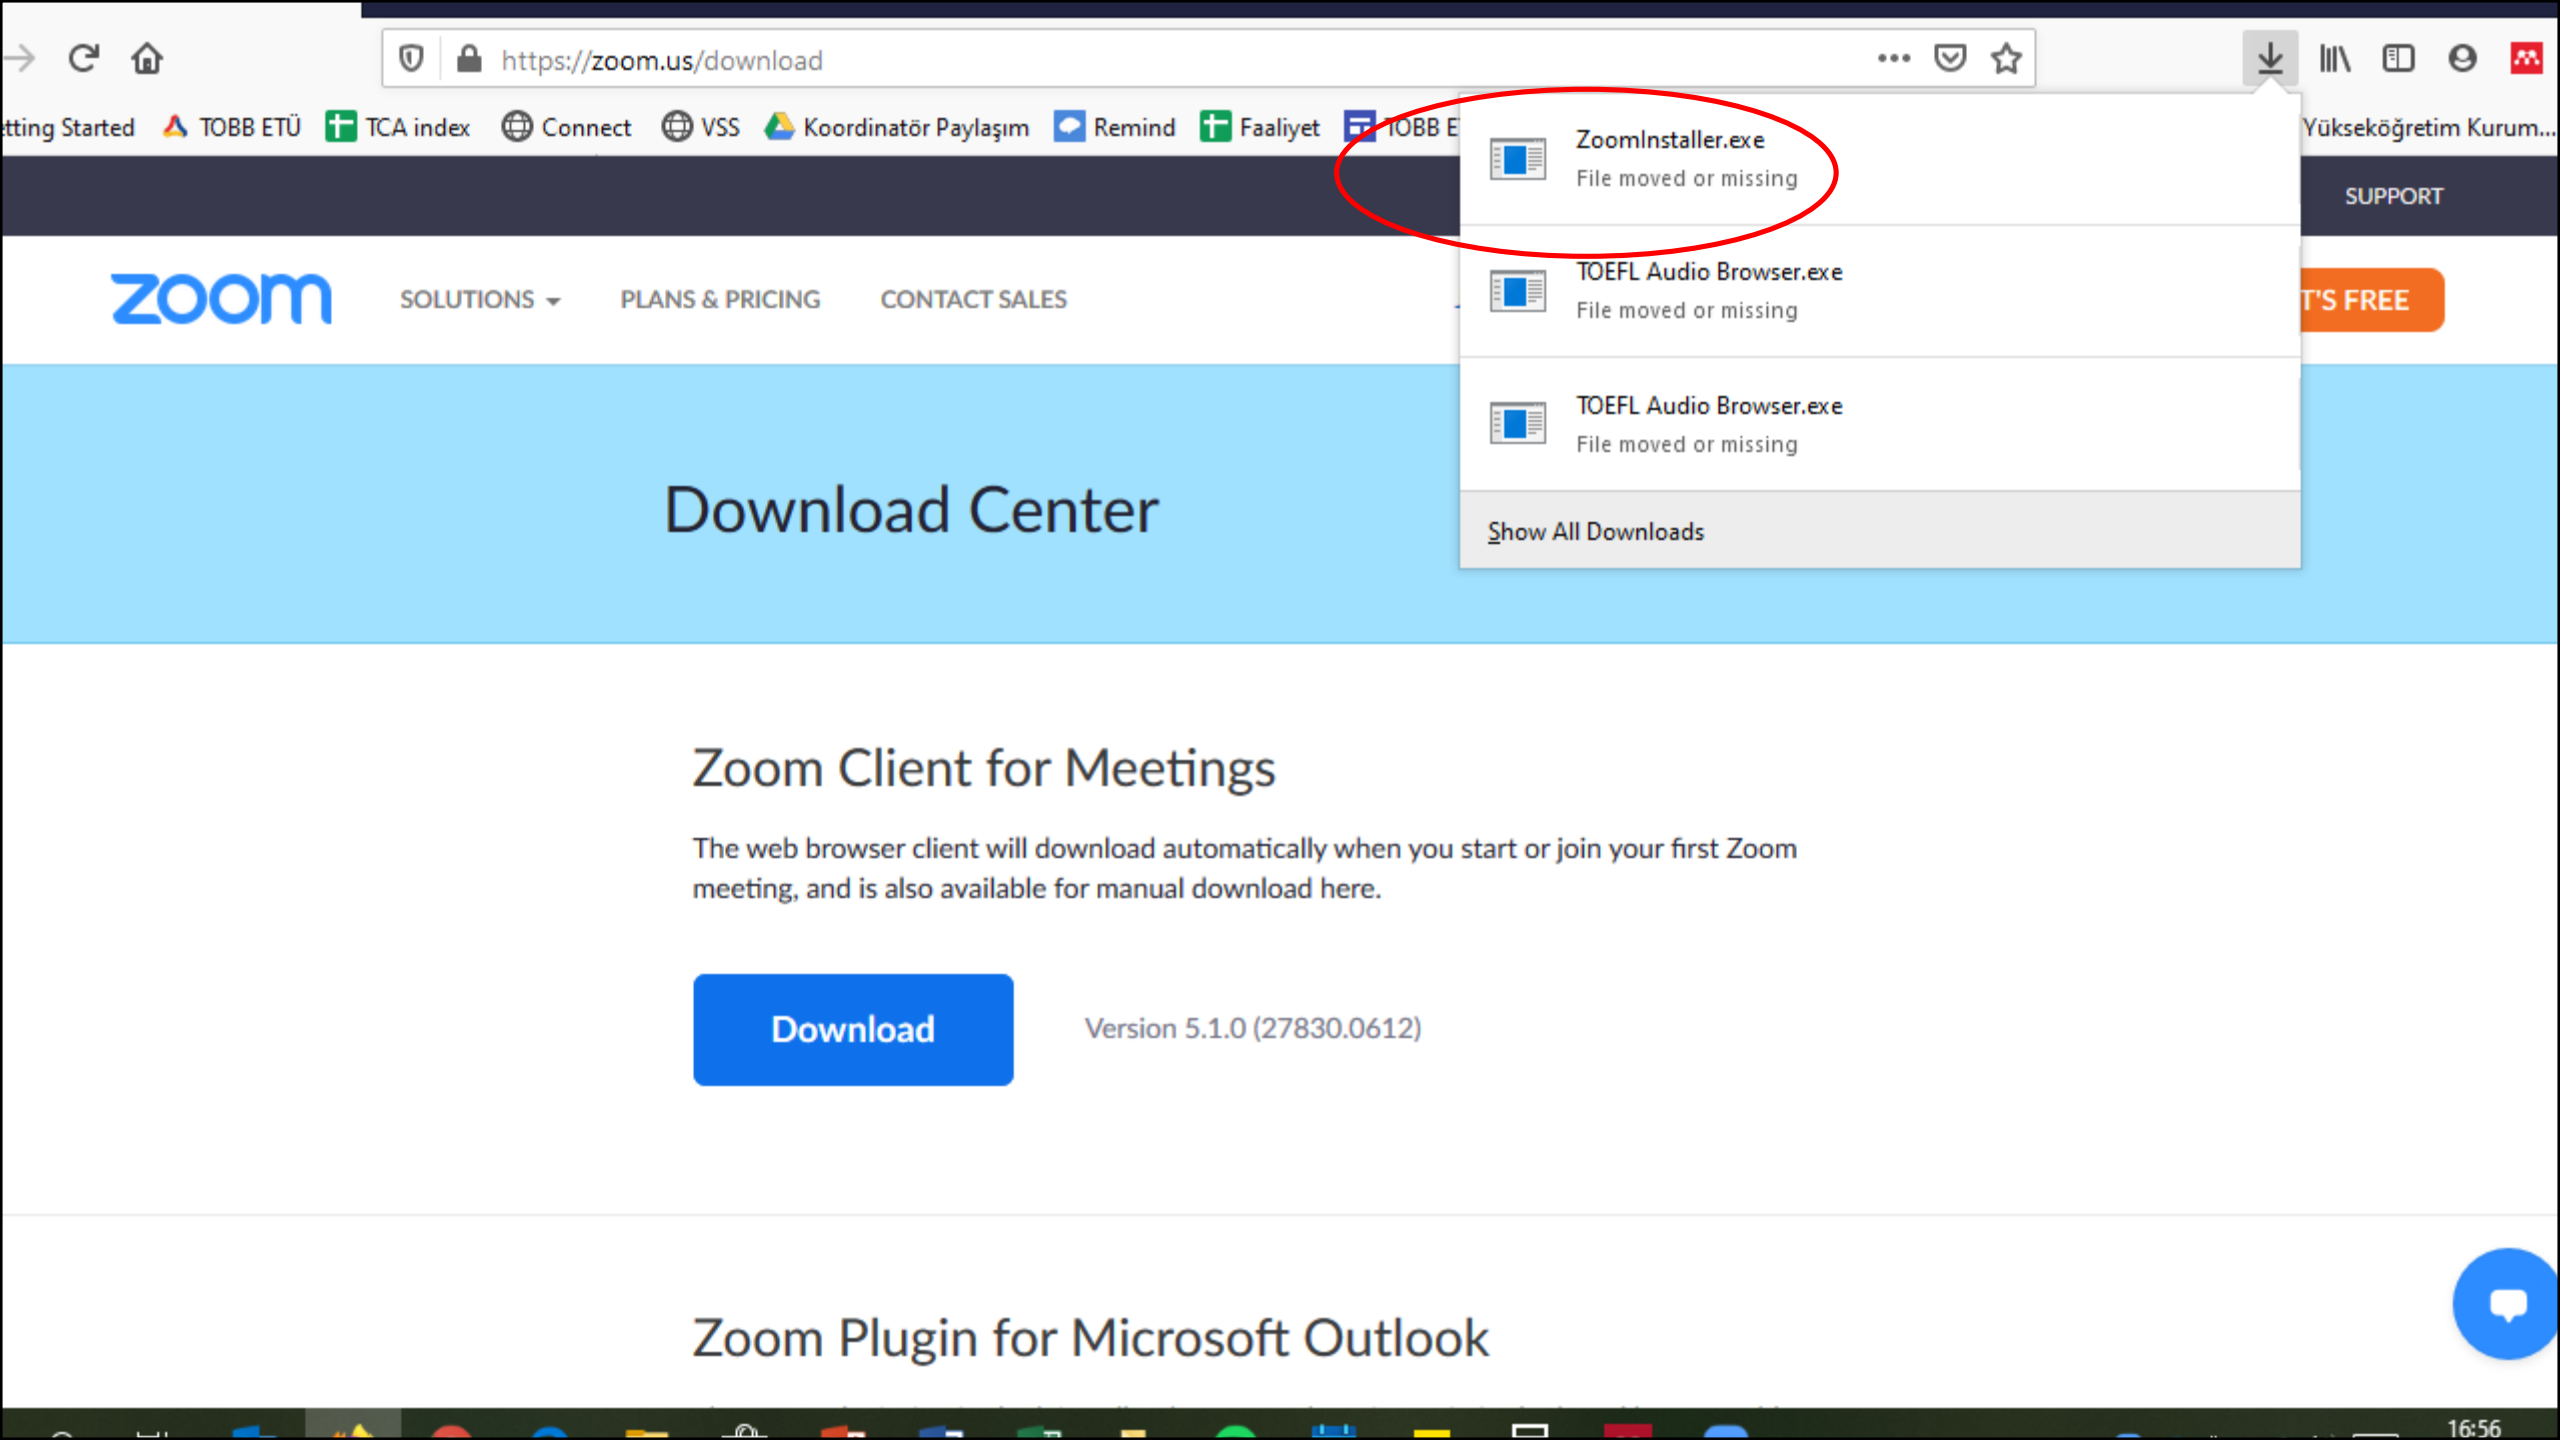 https://zoom.us/download
tting Started TOBB ETÜ TCA index Connect VSS Koordinatör Paylaşım Remind Faaliyet TOBB E Yükseköğretim Kurum...
ZoomInstaller.exe
File moved or missing
SUPPORT
TOEFL Audio Browser.exe
File moved or missing
zoom SOLUTIONS PLANS & PRICING CONTACT SALES T'S FREE
TOEFL Audio Browser.exe
File moved or missing
Show All Downloads
Download Center
Zoom Client for Meetings
The web browser client will download automatically when you start or join your first Zoom
meeting, and is also available for manual download here.
Download Version 5.1.0 (27830.0612)
Zoom Plugin for Microsoft Outlook
16:56